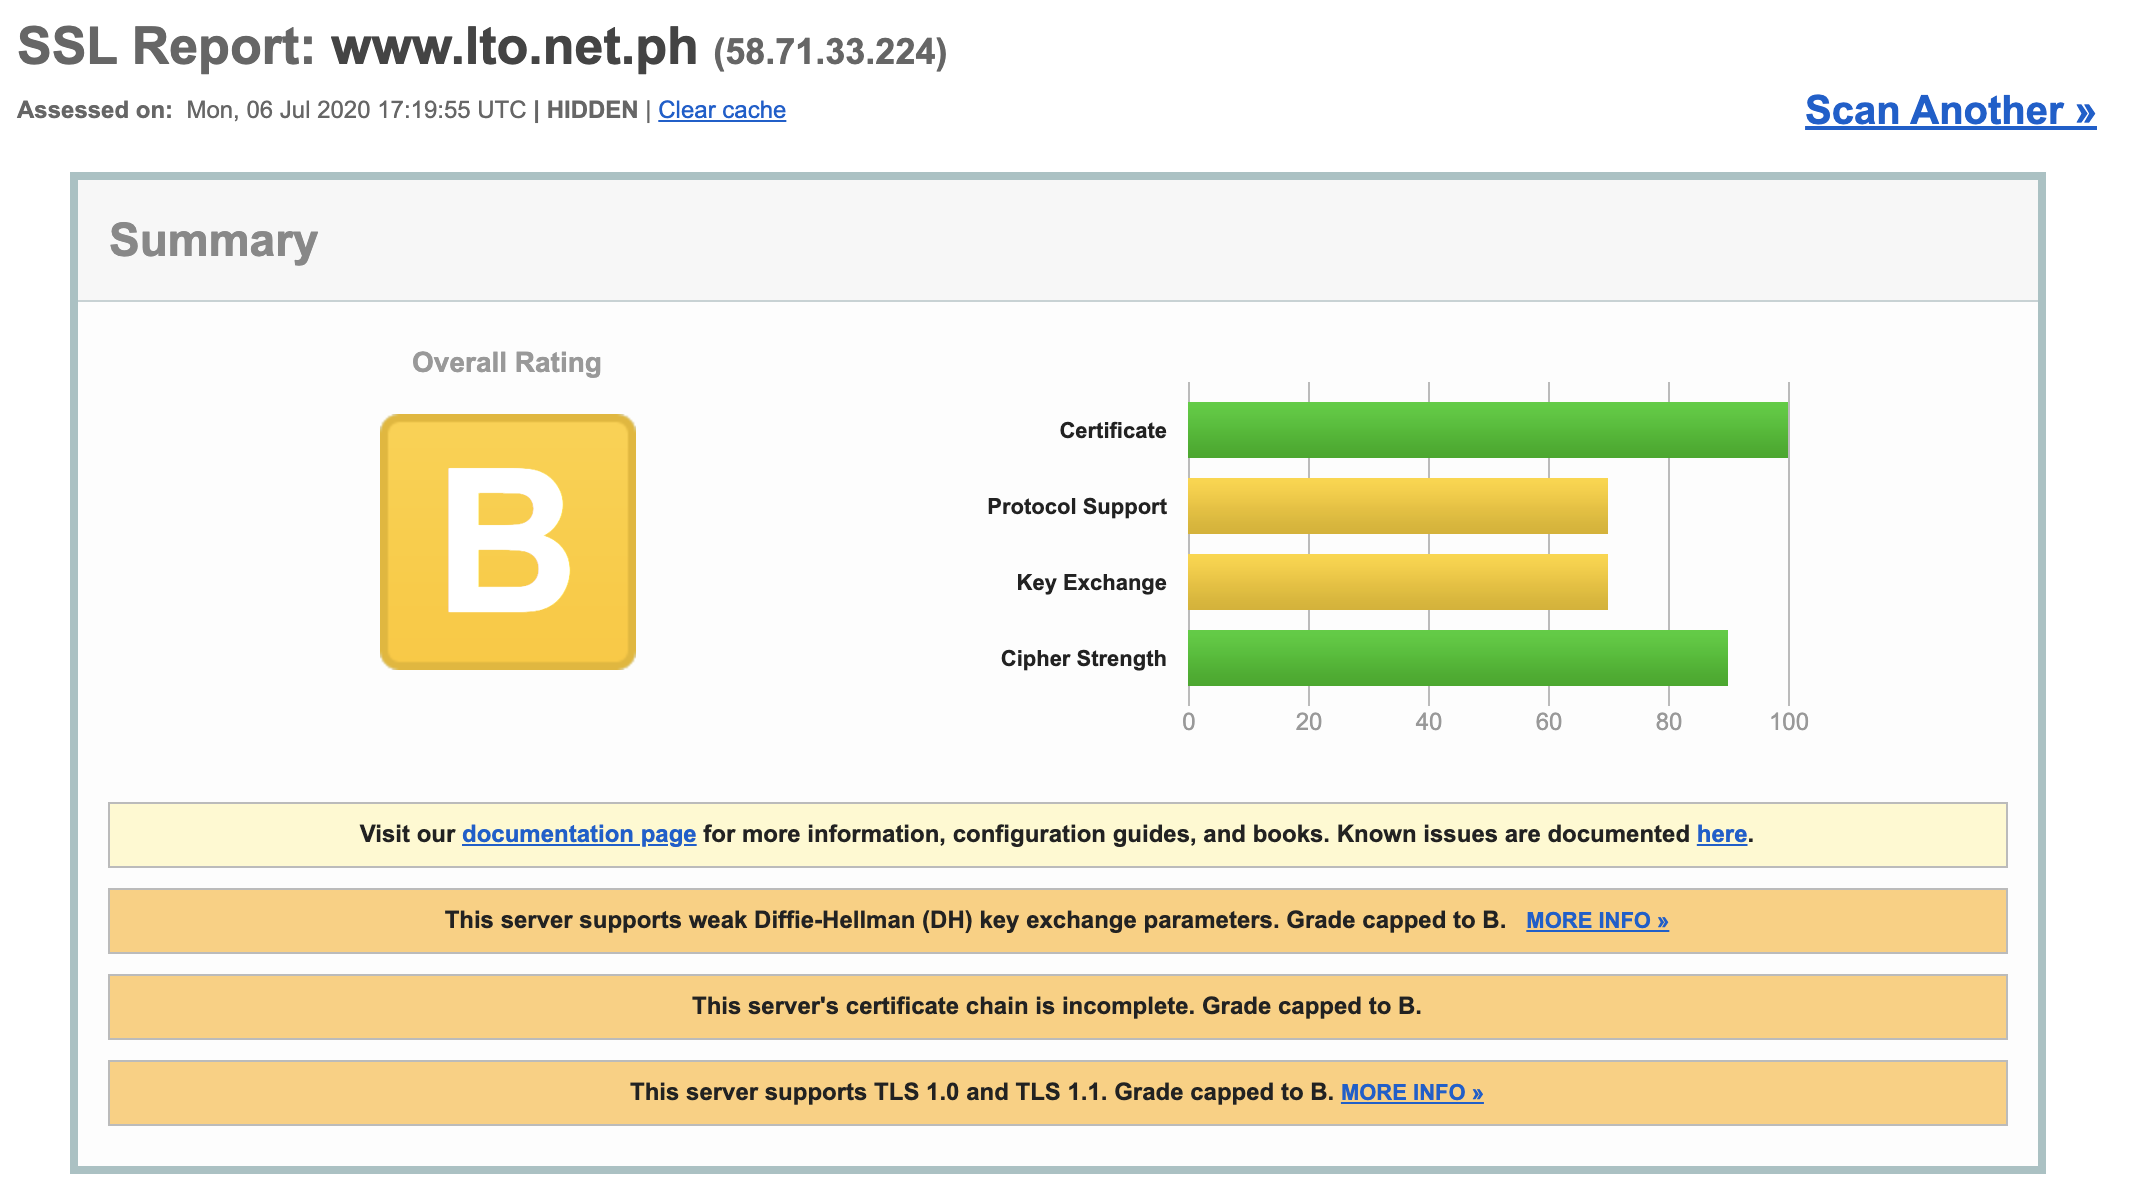 SSL Report: www.lto.net.ph (58.71.33.224)
Assessed on: Mon, 06 Jul 2020 17:19:55 UTC | HIDDEN | Clear cache
Scan Another »
Summary
Overall Rating
B
Certificate
Protocol Support
Key Exchange
Cipher Strength
0 20 40 60 80 100
Visit our documentation page for more information, configuration guides, and books. Known issues are documented here.
This server supports weak Diffie-Hellman (DH) key exchange parameters. Grade capped to B. MORE INFO »
This server's certificate chain is incomplete. Grade capped to B.
This server supports TLS 1.0 and TLS 1.1. Grade capped to B. MORE INFO »